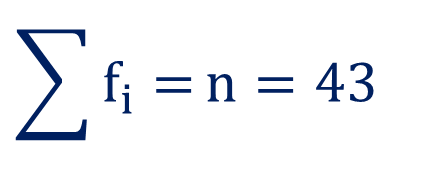 ∑ fᵢ = n = 43